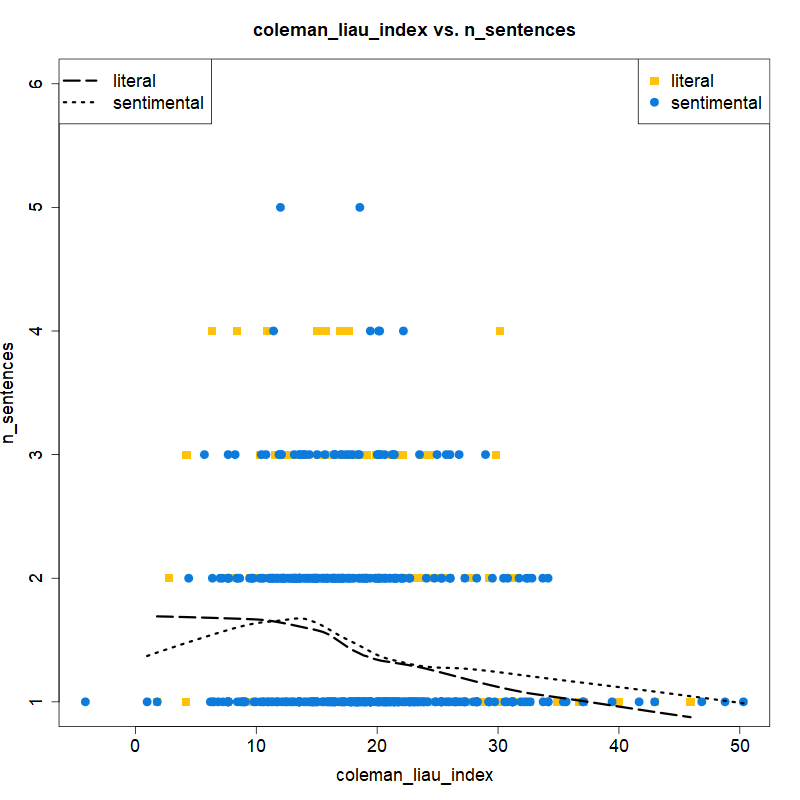 coleman_liau_index vs. n_sentences
literal
sentimental
literal
sentimental
6
5
4
3
2
1
n_sentences
0 10 20 30 40 50
coleman_liau_index